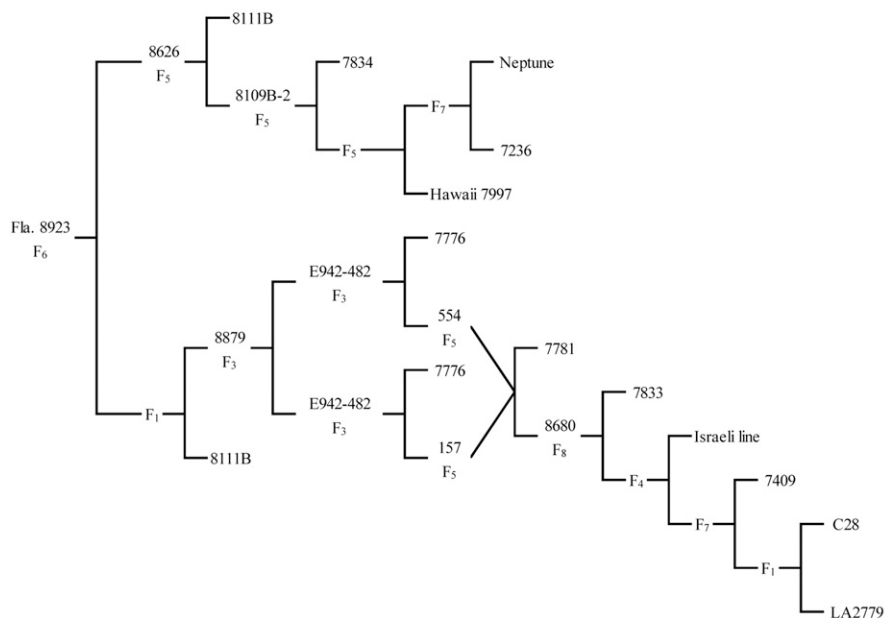 8111B
8626
F₅
7834
Neptune
8109B-2
F₅
F₇
F₅
7236
Hawaii 7997
Fla. 8923
F₆
7776
E942-482
F₃
554
F₅
8879
F₃
7781
7776
7833
E942-482
F₃
F₁
8680
F₈
Israeli line
157
F₅
8111B
F₄
7409
F₇
C28
F₁
LA2779